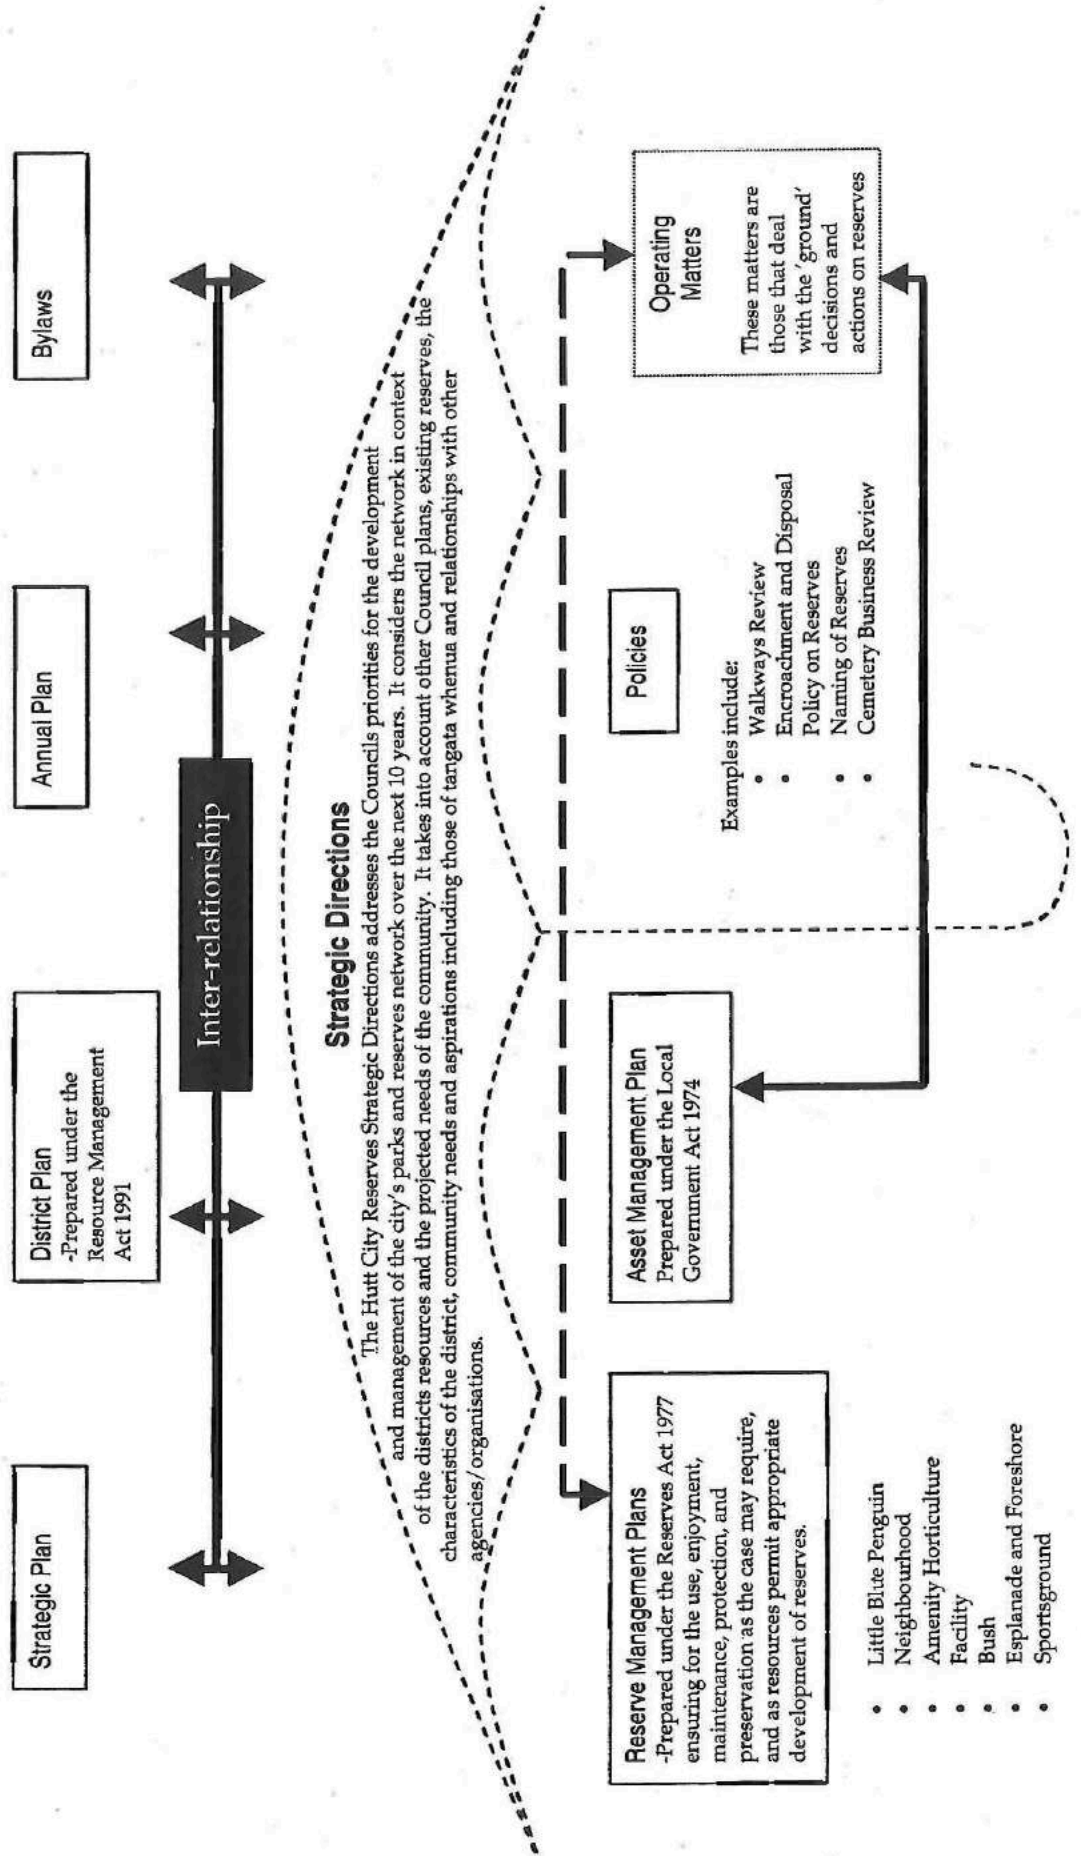 Strategic Plan
District Plan
-Prepared under the
Resource Management
Act 1991
Annual Plan
Bylaws
Inter-relationship
Strategic Directions
The Hutt City Reserves Strategic Directions addresses the Councils priorities for the development
and management of the city's parks and reserves network over the next 10 years. It considers the network in context
of the districts resources and the projected needs of the community. It takes into account other Council plans, existing reserves, the
characteristics of the district, community needs and aspirations including those of tangata whenua and relationships with other
agencies/organisations.
Reserve Management Plans
-Prepared under the Reserves Act 1977
ensuring for the use, enjoyment,
maintenance, protection, and
preservation as the case may require,
and as resources permit appropriate
development of reserves.
• Little Blue Penguin
• Neighbourhood
• Amenity Horticulture
• Facility
• Bush
• Esplanade and Foreshore
• Sportsground
Asset Management Plan
Prepared under the Local
Government Act 1974
Policies
Examples include:
• Walkways Review
• Encroachment and Disposal
Policy on Reserves
• Naming of Reserves
• Cemetery Business Review
Operating
Matters
These matters are
those that deal
with the 'ground'
decisions and
actions on reserves